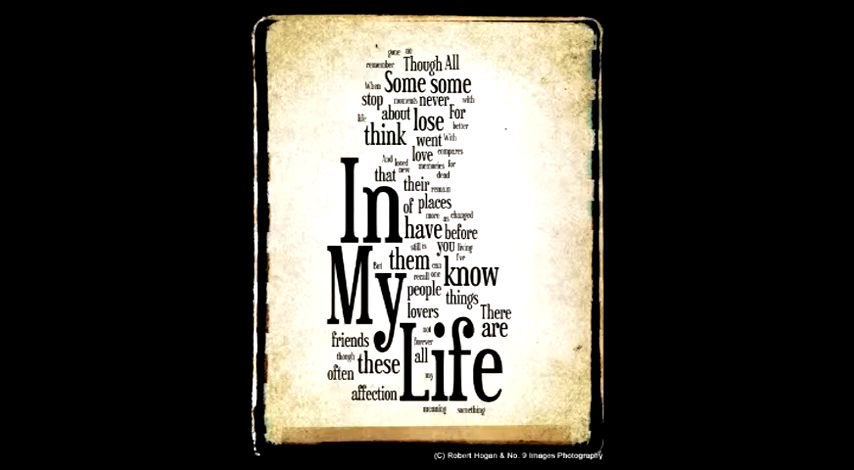 gone no
remember Though All
When Some some
stop moments never with
life about lose For
think went better
With
love compares
And loved memories for
that new dead
their remain
In of places
more as changed
have before
still is you living
But them can I've
My recall one know
people things
lovers There
not are
friends forever
though these all
often my
Life
affection
meaning something
(C) Robert Hogan & No. 9 Images Photography